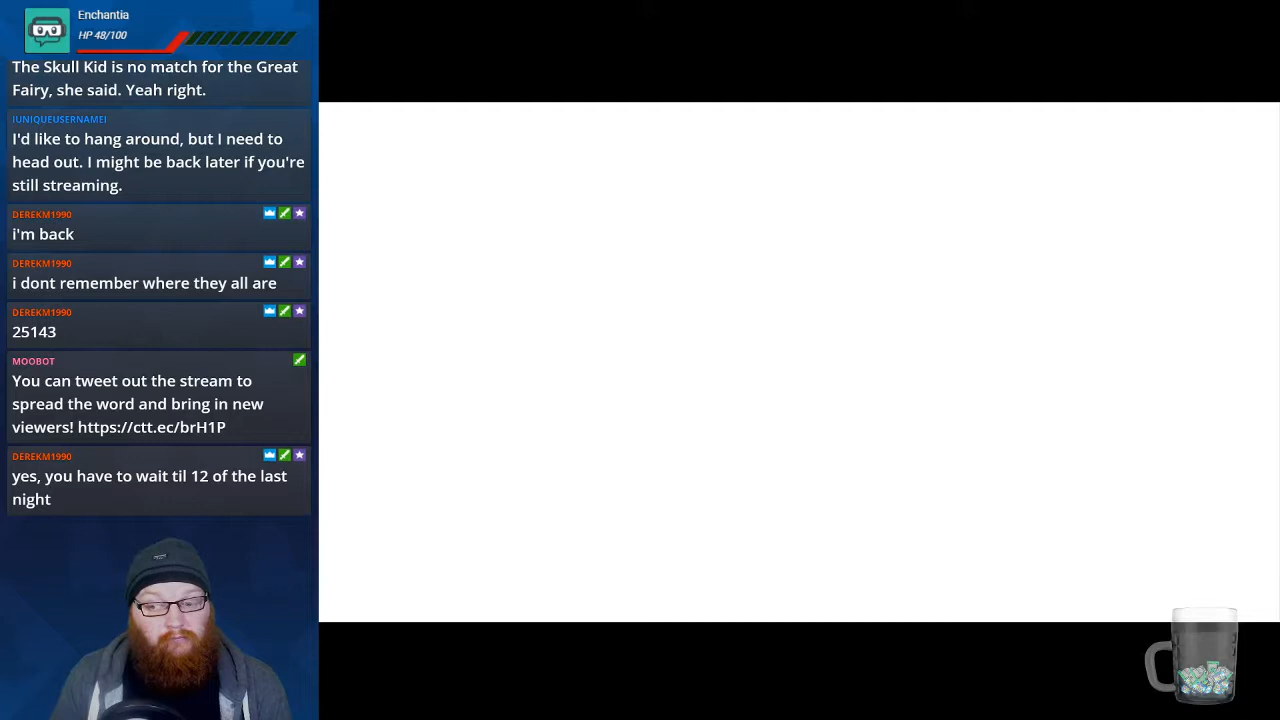 Enchantia
HP 48/100
The Skull Kid is no match for the Great
Fairy, she said. Yeah right.
IUNIQUEUSERNAMEI
I'd like to hang around, but I need to
head out. I might be back later if you're
still streaming.
DEREKM1990
i'm back
DEREKM1990
i dont remember where they all are
DEREKM1990
25143
MOOBOT
You can tweet out the stream to
spread the word and bring in new
viewers! https://ctt.ec/brH1P
DEREKM1990
yes, you have to wait til 12 of the last
night